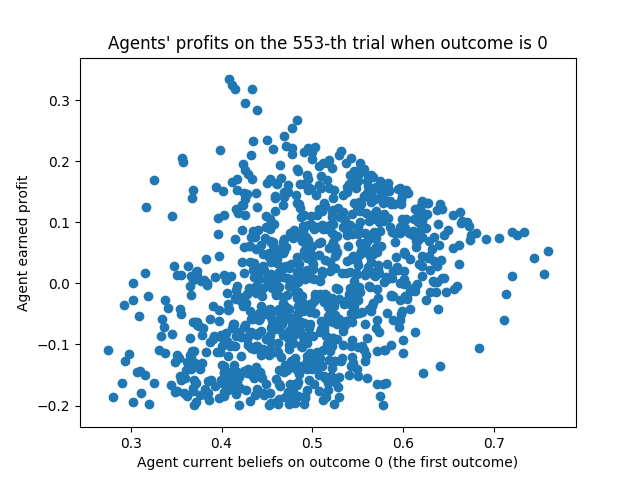 Agents' profits on the 553-th trial when outcome is 0
0.3
0.2
0.1
0.0
−0.1
−0.2
Agent earned profit
0.3 0.4 0.5 0.6 0.7
Agent current beliefs on outcome 0 (the first outcome)